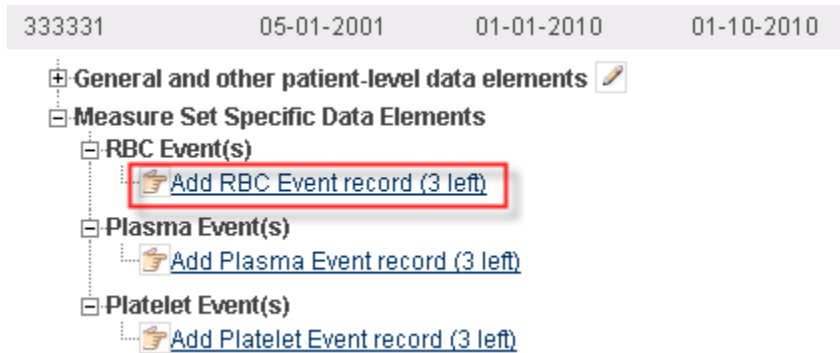 333331 05-01-2001 01-01-2010 01-10-2010
General and other patient-level data elements
Measure Set Specific Data Elements
RBC Event(s)
Add RBC Event record (3 left)
Plasma Event(s)
Add Plasma Event record (3 left)
Platelet Event(s)
Add Platelet Event record (3 left)